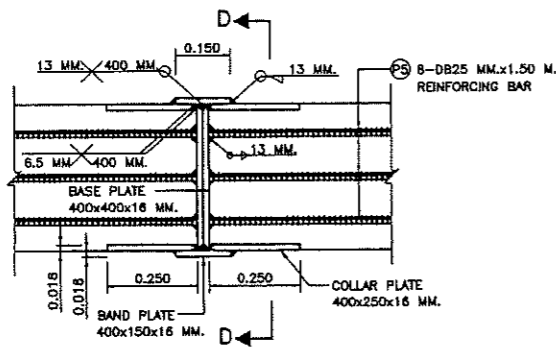 D
0.150
13 MM. 400 MM.
13 MM.
P5 8-DB25 MM.x1.50 M.
REINFORCING BAR
6.5 MM. 400 MM.
13 MM.
BASE PLATE
400x400x16 MM.
0.018
0.018
0.250
0.250
COLLAR PLATE
400x250x16 MM.
BAND PLATE
400x150x16 MM.
D